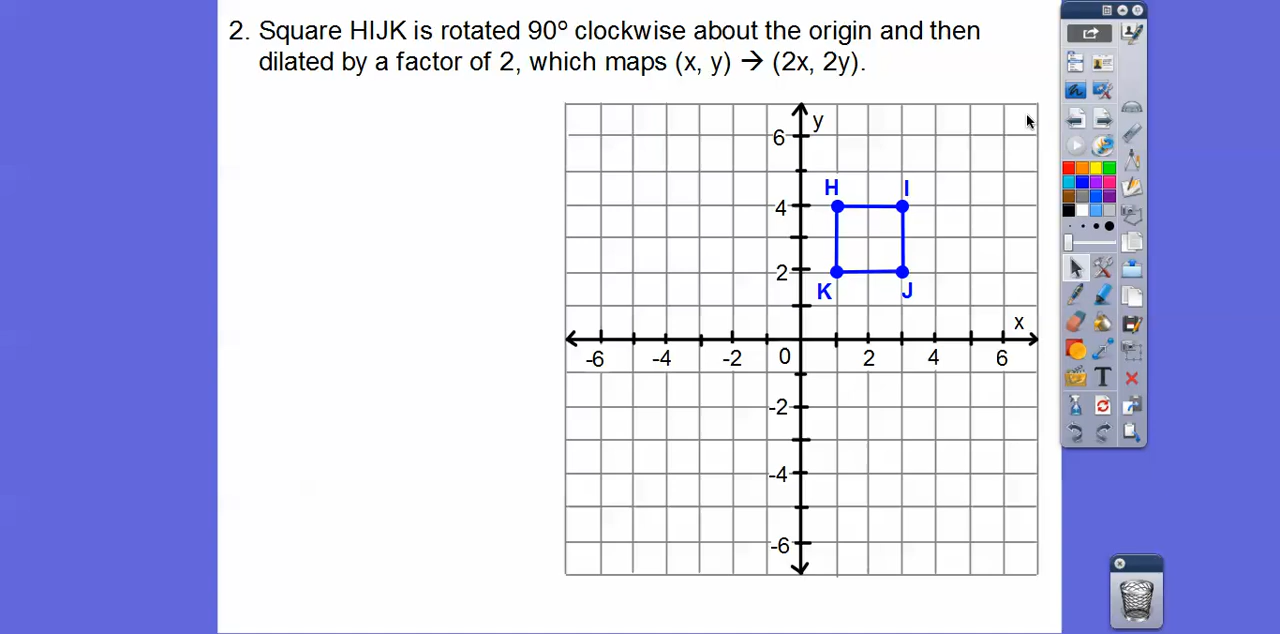 2. Square HIJK is rotated 90° clockwise about the origin and then
dilated by a factor of 2, which maps (x, y) → (2x, 2y).
y
6
H I
4
2
K J
x
-6 -4 -2 0 2 4 6
-2
-4
-6
T